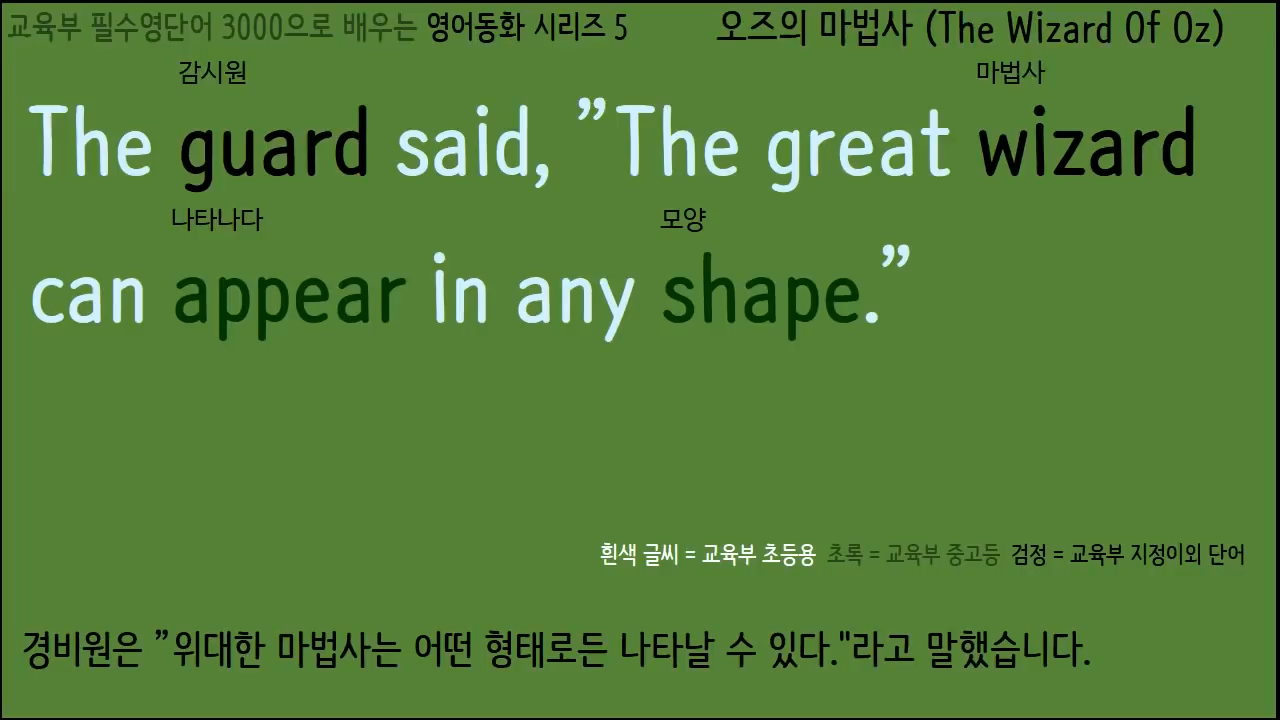 교육부 필수영단어 3000으로 배우는 영어동화 시리즈 5 오즈의 마법사 (The Wizard Of Oz)
감시원 마법사
The guard said, ”The great wizard
나타나다 모양
can appear in any shape.”
흰색 글씨 = 교육부 초등용 초록 = 교육부 중고등 검정 = 교육부 지정이외 단어
경비원은 ”위대한 마법사는 어떤 형태로든 나타날 수 있다."라고 말했습니다.